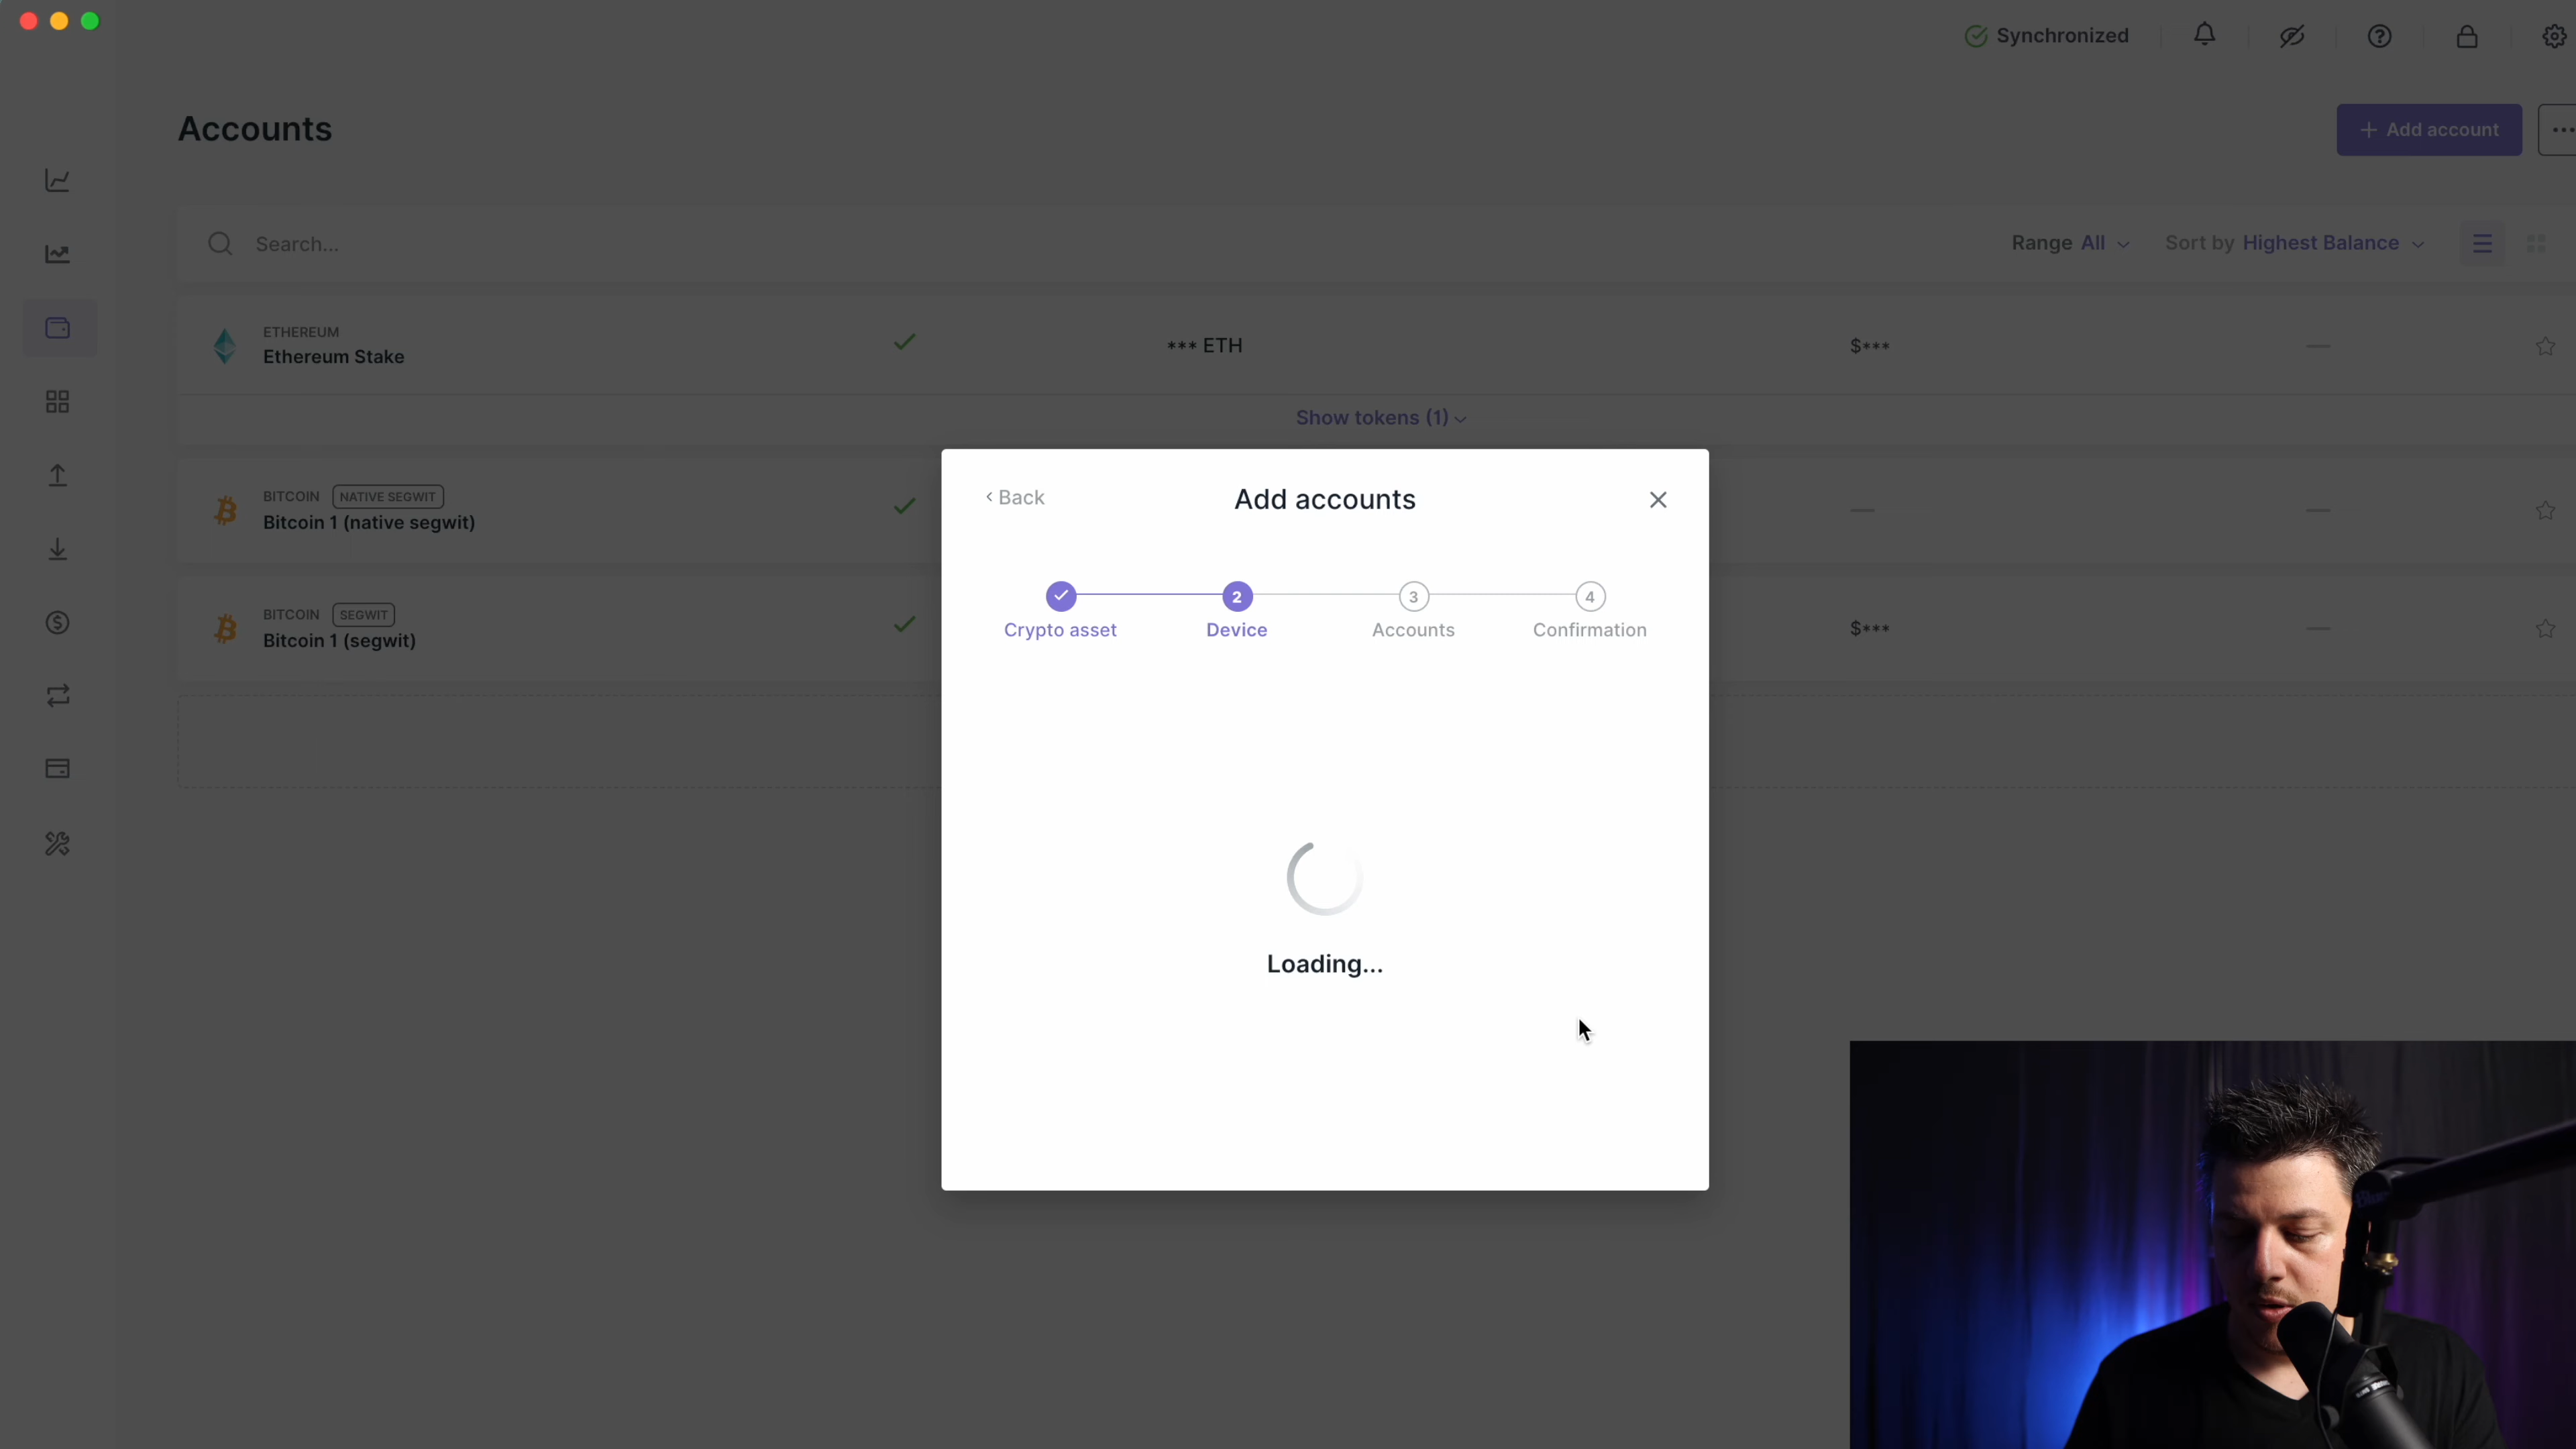 Synchronized
Accounts
+ Add account
Search...
Range All
Sort by Highest Balance
ETHEREUM
Ethereum Stake
*** ETH
$***
Show tokens (1)
BITCOIN NATIVE SEGWIT
Bitcoin 1 (native segwit)
BITCOIN SEGWIT
Bitcoin 1 (segwit)
$***
Back
Add accounts
2
3
4
Crypto asset
Device
Accounts
Confirmation
Loading...